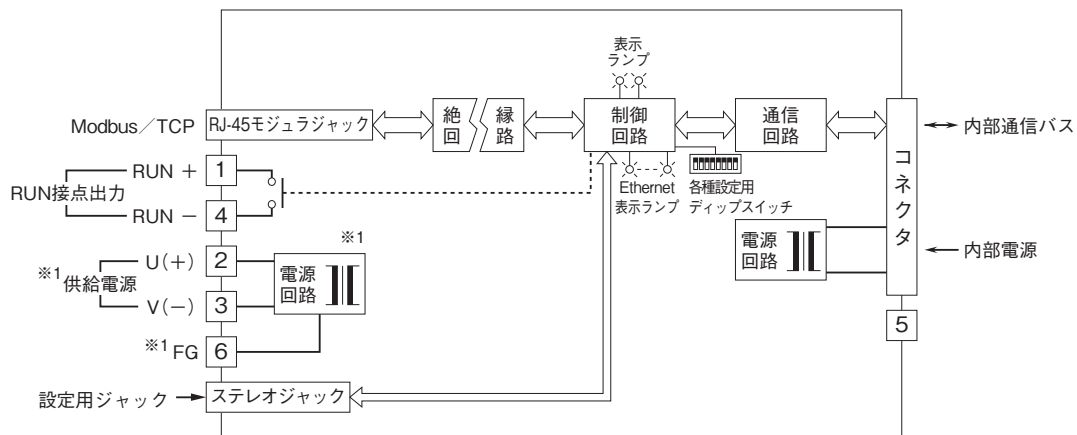 表示
ランプ
Modbus／TCP
RJ-45モジュラジャック
絶 縁
回 路
制御
回路
通信
回路
コネクタ
内部通信バス
RUN接点出力
RUN ＋
1
RUN －
4
Ethernet
表示ランプ
各種設定用
ディップスイッチ
※1 供給電源
U（＋）
2
V（－）
3
※1
電源
回路
電源
回路
内部電源
5
※1 FG
6
設定用ジャック
ステレオジャック